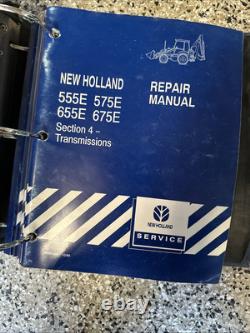 NEW HOLLAND
555E 575E
655E 675E
Section 4 –
Transmissions
REPAIR
MANUAL
NEW HOLLAND
SERVICE